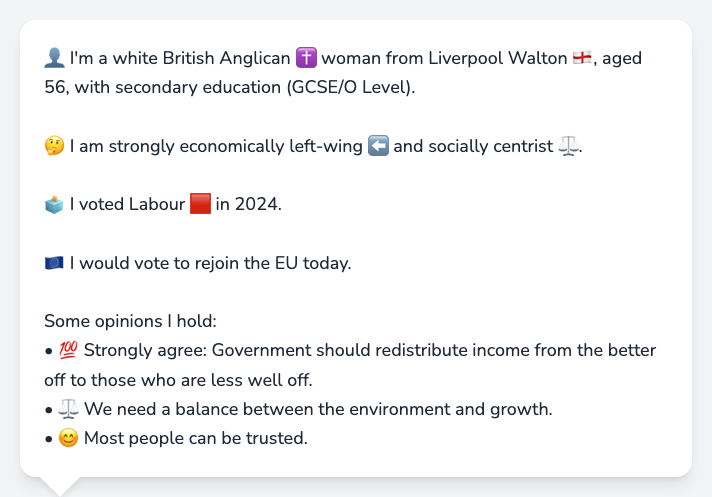 👤 I'm a white British Anglican ✝️ woman from Liverpool Walton 🏴󠁧󠁢󠁥󠁮󠁧󠁿, aged
56, with secondary education (GCSE/O Level).
🤔 I am strongly economically left-wing ⬅️ and socially centrist ⚖️.
🗳️ I voted Labour 🟥 in 2024.
🇪🇺 I would vote to rejoin the EU today.
Some opinions I hold:
• 💯 Strongly agree: Government should redistribute income from the better
off to those who are less well off.
• ⚖️ We need a balance between the environment and growth.
• 😊 Most people can be trusted.